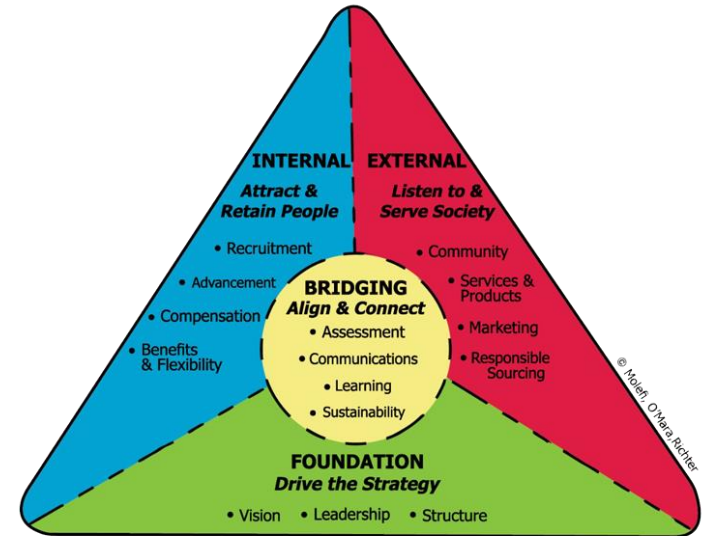 INTERNAL
Attract &
Retain People
• Recruitment
• Advancement
• Compensation
• Benefits
& Flexibility
EXTERNAL
Listen to &
Serve Society
• Community
• Services &
Products
• Marketing
• Responsible
Sourcing
BRIDGING
Align & Connect
• Assessment
• Communications
• Learning
• Sustainability
FOUNDATION
Drive the Strategy
• Vision • Leadership • Structure
© Molefi, O'Mara,Richter